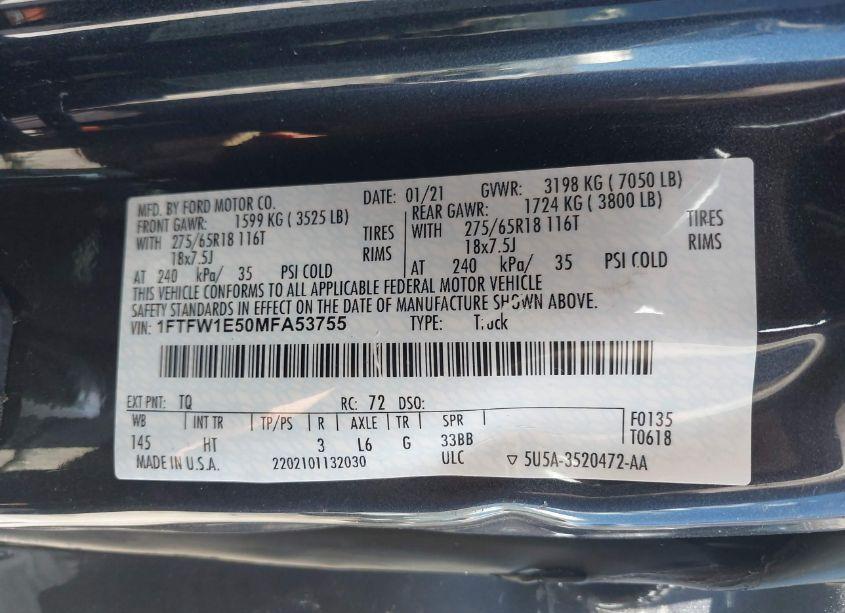 MFD. BY FORD MOTOR CO. DATE: 01/21 GVWR: 3198 KG ( 7050 LB)
FRONT GAWR: 1599 KG ( 3525 LB) REAR GAWR: 1724 KG ( 3800 LB)
WITH 275/65R18 116T TIRES WITH 275/65R18 116T TIRES
18x7.5J RIMS 18x7.5J RIMS
AT 240 kPa/ 35 PSI COLD AT 240 kPa/ 35 PSI COLD
THIS VEHICLE CONFORMS TO ALL APPLICABLE FEDERAL MOTOR VEHICLE
SAFETY STANDARDS IN EFFECT ON THE DATE OF MANUFACTURE SHOWN ABOVE.
VIN: 1FTFW1E50MFA53755 TYPE: Truck
EXT PNT: TQ RC: 72 DSO:
WB INT TR TP/PS R AXLE TR SPR F0135
145 HT 3 L6 G 33BB T0618
MADE IN U.S.A. 2202101132030 ULC ▽ 5U5A-3520472-AA